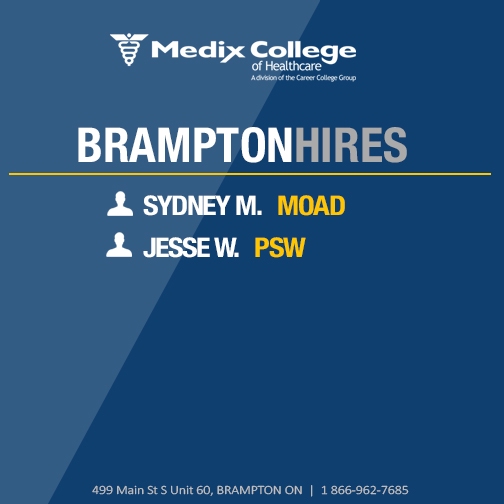 Medix College
of Healthcare
A division of the Career College Group
BRAMPTONHIRES
SYDNEY M. MOAD
JESSE W. PSW
499 Main St S Unit 60, BRAMPTON ON | 1 866-962-7685